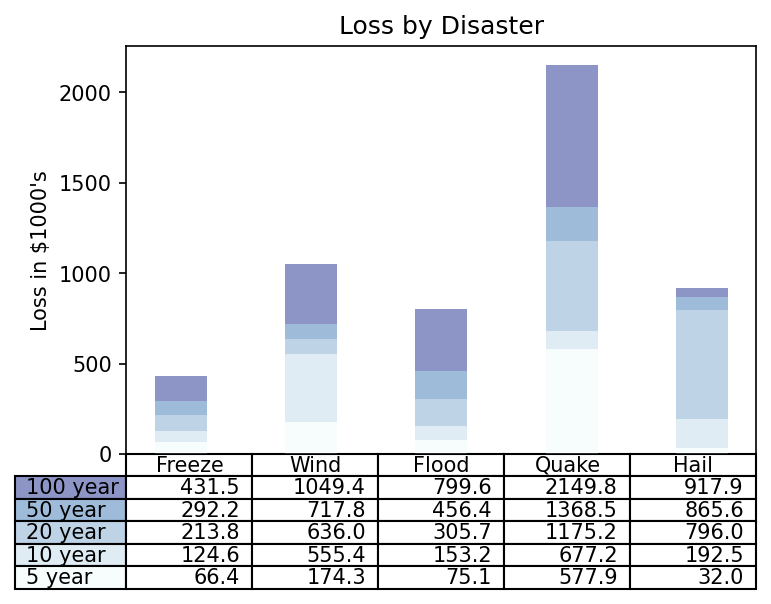 Loss by Disaster
Loss in $1000's
2000
1500
1000
500
0
Freeze Wind Flood Quake Hail
100 year 431.5 1049.4 799.6 2149.8 917.9
50 year 292.2 717.8 456.4 1368.5 865.6
20 year 213.8 636.0 305.7 1175.2 796.0
10 year 124.6 555.4 153.2 677.2 192.5
5 year 66.4 174.3 75.1 577.9 32.0